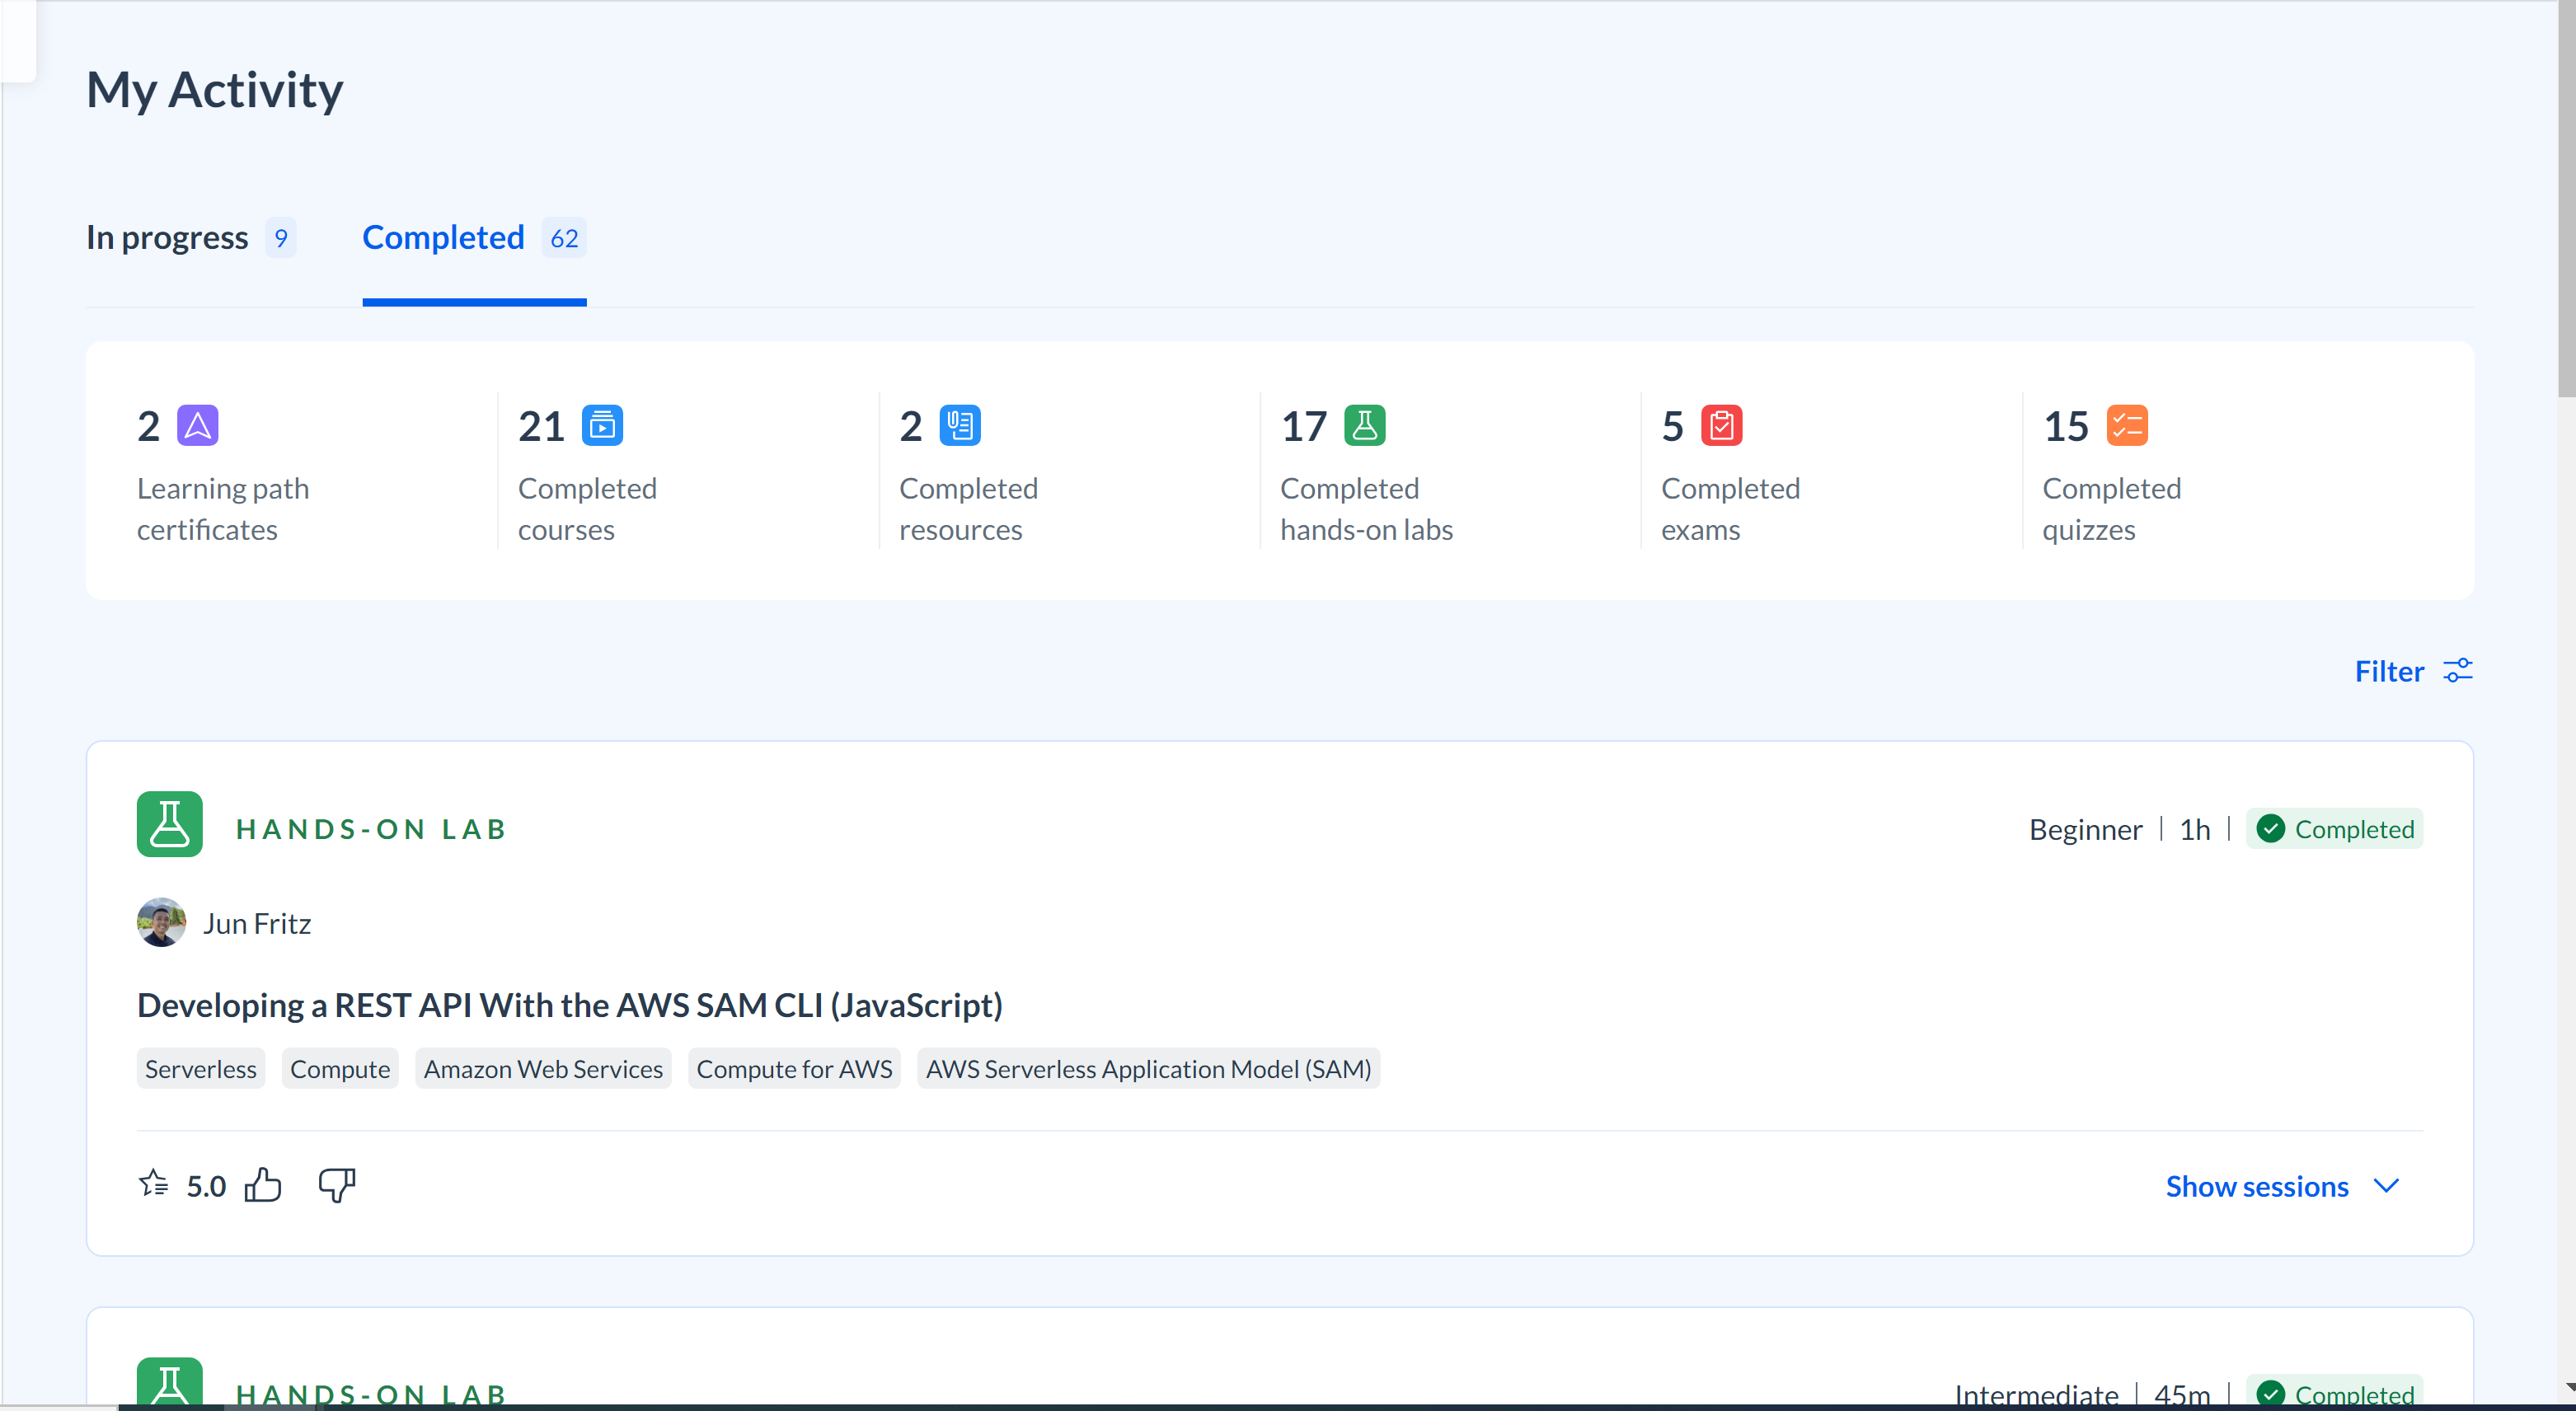 My Activity
In progress 9 Completed 62
2 21 2 17 5 15
Learning path certificates
Completed courses
Completed resources
Completed hands-on labs
Completed exams
Completed quizzes
Filter
HANDS-ON LAB
Beginner | 1h | Completed
Jun Fritz
Developing a REST API With the AWS SAM CLI (JavaScript)
Serverless Compute Amazon Web Services Compute for AWS AWS Serverless Application Model (SAM)
5.0 Show sessions
HANDS-ON LAB
Intermediate | 45m | Completed